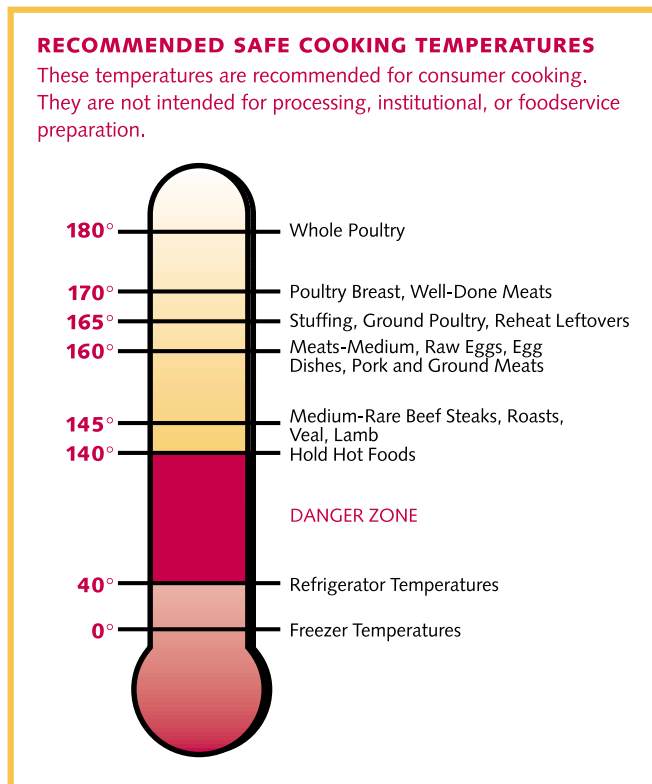 RECOMMENDED SAFE COOKING TEMPERATURES
These temperatures are recommended for consumer cooking.
They are not intended for processing, institutional, or foodservice
preparation.
180° Whole Poultry
170° Poultry Breast, Well-Done Meats
165° Stuffing, Ground Poultry, Reheat Leftovers
160° Meats-Medium, Raw Eggs, Egg
Dishes, Pork and Ground Meats
145° Medium-Rare Beef Steaks, Roasts,
Veal, Lamb
140° Hold Hot Foods
DANGER ZONE
40° Refrigerator Temperatures
0° Freezer Temperatures